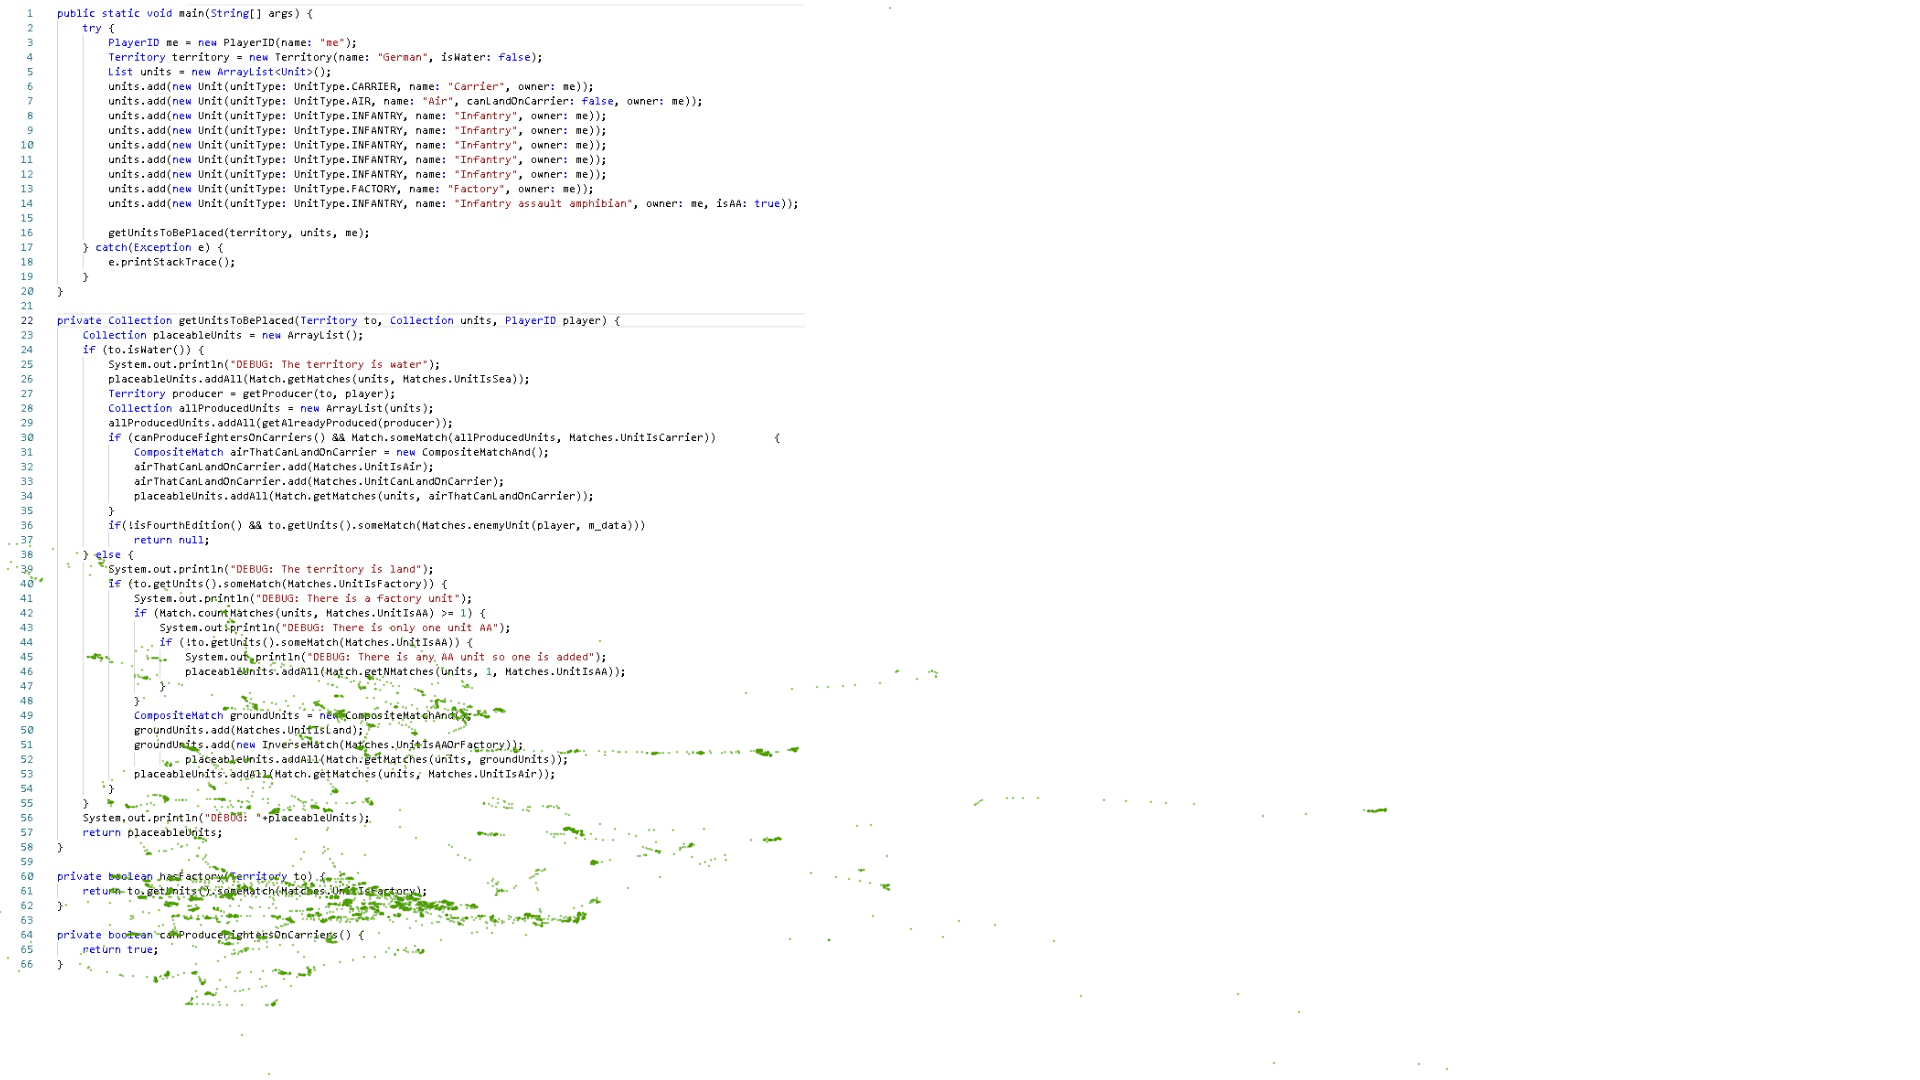 1 public static void main(String[] args) {
2 try {
3 PlayerID me = new PlayerID(name: "me");
4 Territory territory = new Territory(name: "German", isWater: false);
5 List units = new ArrayList<Unit>();
6 units.add(new Unit(unitType: UnitType.CARRIER, name: "Carrier", owner: me));
7 units.add(new Unit(unitType: UnitType.AIR, name: "Air", canLandOnCarrier: false, owner: me));
8 units.add(new Unit(unitType: UnitType.INFANTRY, name: "Infantry", owner: me));
9 units.add(new Unit(unitType: UnitType.INFANTRY, name: "Infantry", owner: me));
10 units.add(new Unit(unitType: UnitType.INFANTRY, name: "Infantry", owner: me));
11 units.add(new Unit(unitType: UnitType.INFANTRY, name: "Infantry", owner: me));
12 units.add(new Unit(unitType: UnitType.INFANTRY, name: "Infantry", owner: me));
13 units.add(new Unit(unitType: UnitType.FACTORY, name: "Factory", owner: me));
14 units.add(new Unit(unitType: UnitType.INFANTRY, name: "Infantry assault amphibian", owner: me, isAA: true));
15
16 getUnitsToBePlaced(territory, units, me);
17 } catch(Exception e) {
18 e.printStackTrace();
19 }
20 }
21
22 private Collection getUnitsToBePlaced(Territory to, Collection units, PlayerID player) {
23 Collection placeableUnits = new ArrayList();
24 if (to.isWater()) {
25 System.out.println("DEBUG: The territory is water");
26 placeableUnits.addAll(Match.getMatches(units, Matches.UnitIsSea));
27 Territory producer = getProducer(to, player);
28 Collection allProducedUnits = new ArrayList(units);
29 allProducedUnits.addAll(getAlreadyProduced(producer));
30 if (canProduceFightersOnCarriers() && Match.someMatch(allProducedUnits, Matches.UnitIsCarrier)) {
31 CompositeMatch airThatCanLandOnCarrier = new CompositeMatchAnd();
32 airThatCanLandOnCarrier.add(Matches.UnitIsAir);
33 airThatCanLandOnCarrier.add(Matches.UnitCanLandOnCarrier);
34 placeableUnits.addAll(Match.getMatches(units, airThatCanLandOnCarrier));
35 }
36 if(!isFourthEdition() && to.getUnits().someMatch(Matches.enemyUnit(player, m_data)))
37 return null;
38 } else {
39 System.out.println("DEBUG: The territory is land");
40 if (to.getUnits().someMatch(Matches.UnitIsFactory)) {
41 System.out.println("DEBUG: There is a factory unit");
42 if (Match.countMatches(units, Matches.UnitIsAA) >= 1) {
43 System.out.println("DEBUG: There is only one unit AA");
44 if (!to.getUnits().someMatch(Matches.UnitIsAA)) {
45 System.out.println("DEBUG: There is any AA unit so one is added");
46 placeableUnits.addAll(Match.getNMatches(units, 1, Matches.UnitIsAA));
47 }
48 }
49 CompositeMatch groundUnits = new CompositeMatchAnd();
50 groundUnits.add(Matches.UnitIsLand);
51 groundUnits.add(new InverseMatch(Matches.UnitIsAAOrFactory));
52 placeableUnits.addAll(Match.getMatches(units, groundUnits));
53 placeableUnits.addAll(Match.getMatches(units, Matches.UnitIsAir));
54 }
55 }
56 System.out.println("DEBUG: "+placeableUnits);
57 return placeableUnits;
58 }
59
60 private boolean hasFactory(Territory to) {
61 return to.getUnits().someMatch(Matches.UnitIsFactory);
62 }
63
64 private boolean canProduceFightersOnCarriers() {
65 return true;
66 }